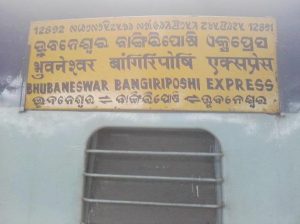 12892 12891
ଭୁବନେଶ୍ୱର ବାଙ୍ଗିରିପୋଷି ଏକ୍ସପ୍ରେସ
भुवनेश्वर बांगिरिपोषि एक्सप्रेस
BHUBANESWAR BANGIRIPOSHI EXPRESS
ଭୁବନେଶ୍ୱର ⇌ ବାଙ୍ଗିରିପୋଷି ⇌ ଭୁବନେଶ୍ୱର